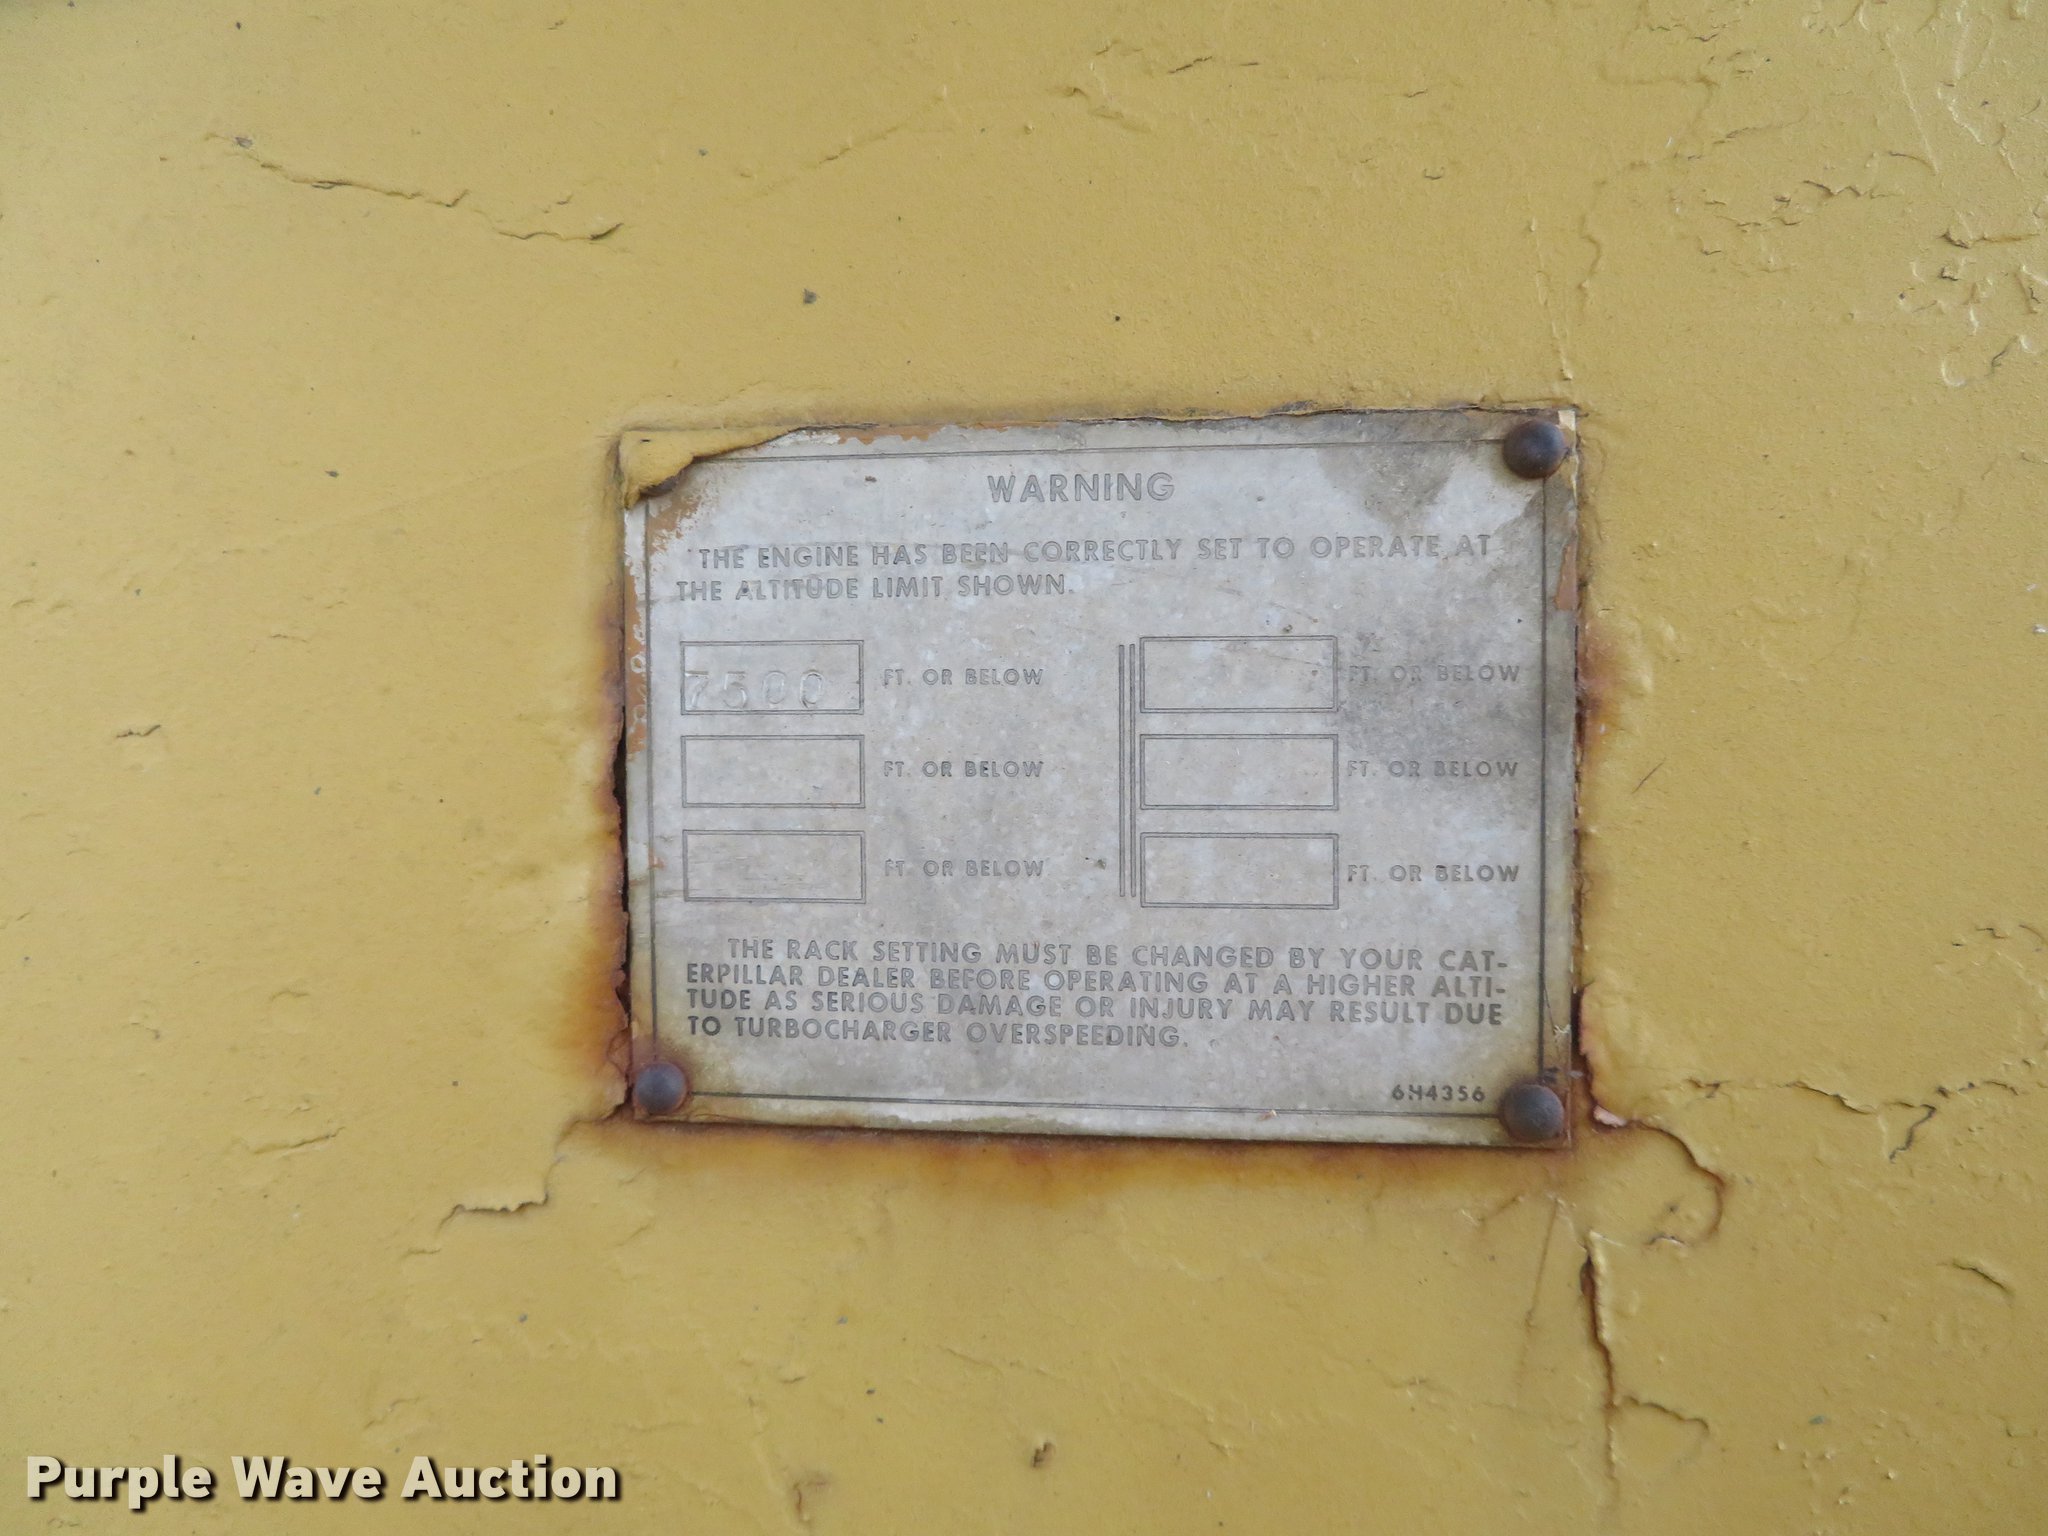 WARNING
THE ENGINE HAS BEEN CORRECTLY SET TO OPERATE AT
THE ALTITUDE LIMIT SHOWN.
7500 FT. OR BELOW FT. OR BELOW
FT. OR BELOW FT. OR BELOW
FT. OR BELOW FT. OR BELOW
THE RACK SETTING MUST BE CHANGED BY YOUR CAT-
ERPILLAR DEALER BEFORE OPERATING AT A HIGHER ALTI-
TUDE AS SERIOUS DAMAGE OR INJURY MAY RESULT DUE
TO TURBOCHARGER OVERSPEEDING.
6H4356
Purple Wave Auction